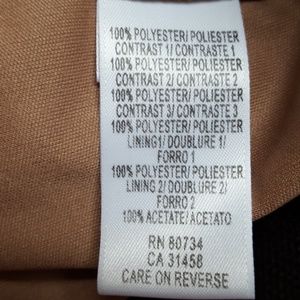 100% POLYESTER/ POLIESTER
CONTRAST 1/ CONTRASTE 1
100% POLYESTER/ POLIESTER
CONTRAST 2/ CONTRASTE 2
100% POLYESTER/ POLIESTER
CONTRAST 3/ CONTRASTE 3
100% POLYESTER/ POLIESTER
LINING1/ DOUBLURE 1/
FORRO 1
100% POLYESTER/ POLIESTER
LINING 2/ DOUBLURE 2/
FORRO 2
100% ACETATE/ ACETATO
RN 80734
CA 31458
CARE ON REVERSE